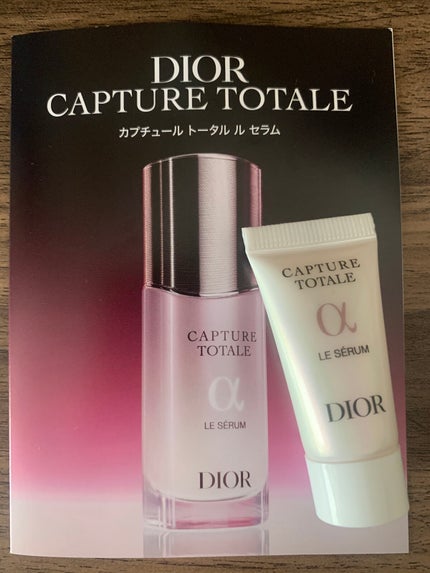 DIOR
CAPTURE TOTALE
カプチュール トータル ル セラム
CAPTURE
TOTALE
α
LE SÉRUM
DIOR
CAPTURE
TOTALE
α
LE SÉRUM
DIOR